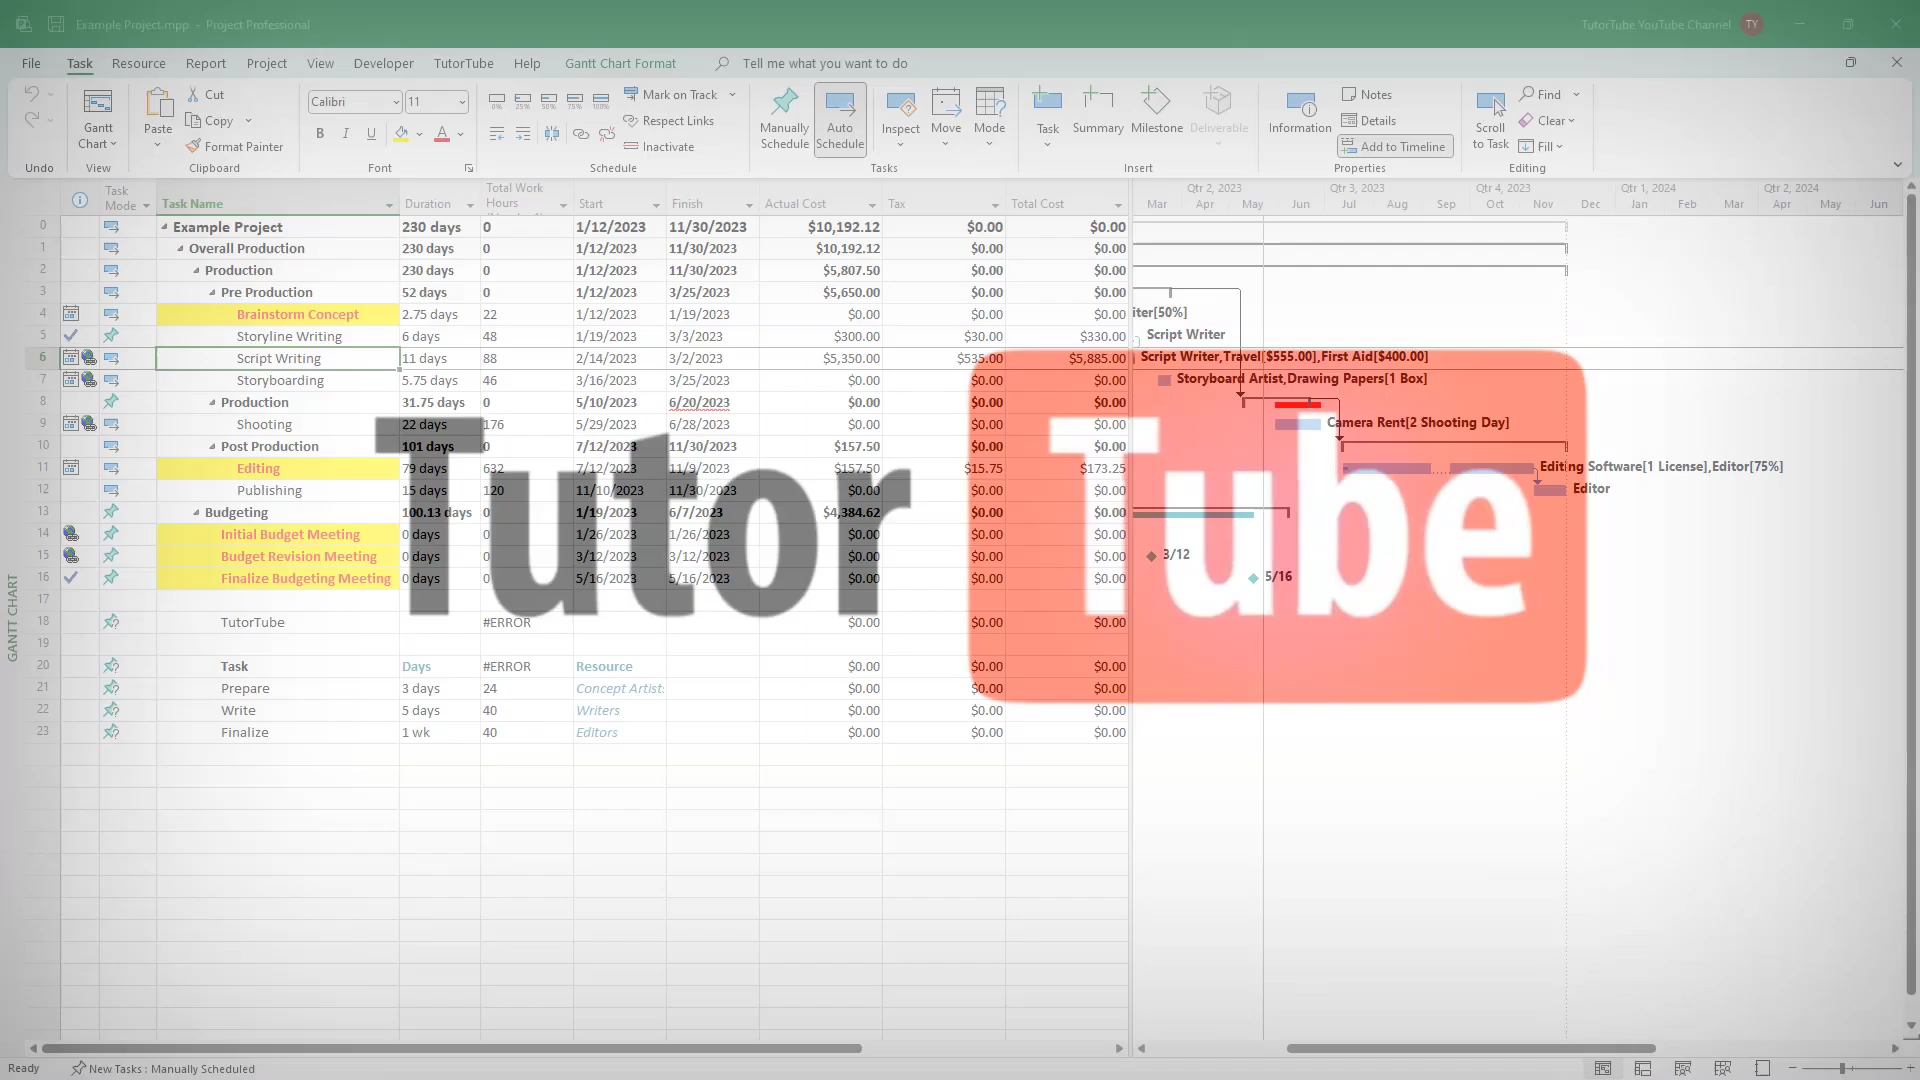 Example Project.mpp - Project Professional
TutorTube YouTube Channel TY
File Task Resource Report Project View Developer TutorTube Help Gantt Chart Format Tell me what you want to do
Undo
Gantt Chart
View
Paste
Cut
Copy
Format Painter
Clipboard
Calibri 11
B I U A
Font
0% 25% 50% 75% 100%
Mark on Track
Respect Links
Inactivate
Schedule
Manually Schedule
Auto Schedule
Inspect
Move
Mode
Tasks
Task
Summary
Milestone
Deliverable
Insert
Information
Notes
Details
Add to Timeline
Properties
Scroll to Task
Find
Clear
Fill
Editing
Task Mode Task Name Duration Total Work Hours Start Finish Actual Cost Tax Total Cost
Qtr 2, 2023 Qtr 3, 2023 Qtr 4, 2023 Qtr 1, 2024 Qtr 2, 2024
Mar Apr May Jun Jul Aug Sep Oct Nov Dec Jan Feb Mar Apr May Jun
0 Example Project 230 days 0 1/12/2023 11/30/2023 $10,192.12 $0.00 $0.00
1 Overall Production 230 days 0 1/12/2023 11/30/2023 $10,192.12 $0.00 $0.00
2 Production 230 days 0 1/12/2023 11/30/2023 $5,807.50 $0.00 $0.00
3 Pre Production 52 days 0 1/12/2023 3/25/2023 $5,650.00 $0.00 $0.00
4 Brainstorm Concept 2.75 days 22 1/12/2023 1/19/2023 $0.00 $0.00 $0.00 iter[50%]
5 Storyline Writing 6 days 48 1/19/2023 3/3/2023 $300.00 $30.00 $330.00 Script Writer
6 Script Writing 11 days 88 2/14/2023 3/2/2023 $5,350.00 $535.00 $5,885.00 Script Writer,Travel[$555.00],First Aid[$400.00]
7 Storyboarding 5.75 days 46 3/16/2023 3/25/2023 $0.00 $0.00 $0.00 Storyboard Artist,Drawing Papers[1 Box]
8 Production 31.75 days 0 5/10/2023 6/20/2023 $0.00 $0.00 $0.00
9 Shooting 22 days 176 5/29/2023 6/28/2023 $0.00 $0.00 $0.00 Camera Rent[2 Shooting Day]
10 Post Production 101 days 0 7/12/2023 11/30/2023 $157.50 $0.00 $0.00
11 Editing 79 days 632 7/12/2023 11/9/2023 $157.50 $15.75 $173.25 Editing Software[1 License],Editor[75%]
12 Publishing 15 days 120 11/10/2023 11/30/2023 $0.00 $0.00 $0.00 Editor
13 Budgeting 100.13 days 0 1/19/2023 6/7/2023 $4,384.62 $0.00 $0.00
14 Initial Budget Meeting 0 days 0 1/26/2023 1/26/2023 $0.00 $0.00 $0.00
15 Budget Revision Meeting 0 days 0 3/12/2023 3/12/2023 $0.00 $0.00 $0.00 3/12
16 Finalize Budgeting Meeting 0 days 0 5/16/2023 5/16/2023 $0.00 $0.00 $0.00 5/16
17
18 TutorTube #ERROR $0.00 $0.00 $0.00
19
20 Task Days #ERROR Resource $0.00 $0.00 $0.00
21 Prepare 3 days 24 Concept Artist: $0.00 $0.00 $0.00
22 Write 5 days 40 Writers $0.00 $0.00 $0.00
23 Finalize 1 wk 40 Editors $0.00 $0.00 $0.00
Tutor Tube
GANTT CHART
Ready New Tasks : Manually Scheduled